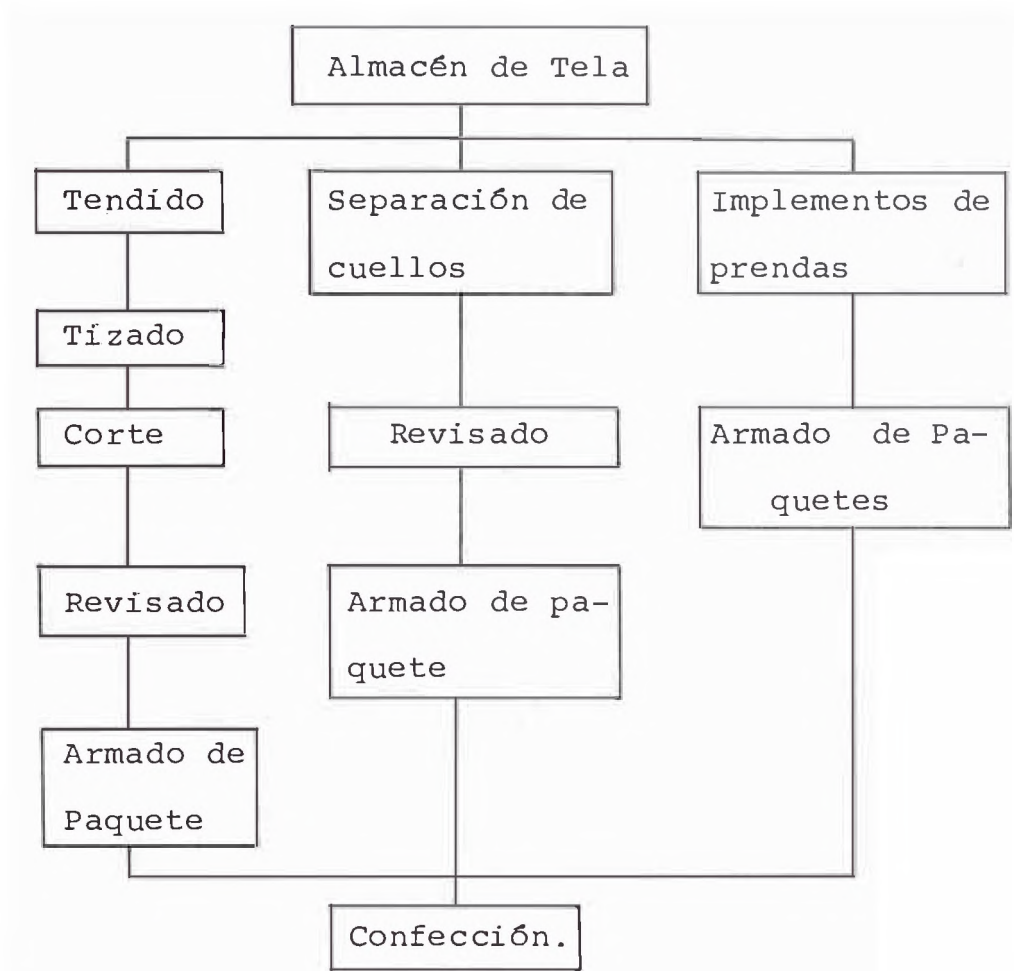 Almacén de Tela
Tendido
Separación de
cuellos
Implementos de
prendas
Tizado
Corte
Revisado
Armado de Pa-
quetes
Revisado
Armado de pa-
quete
Armado de
Paquete
Confección.